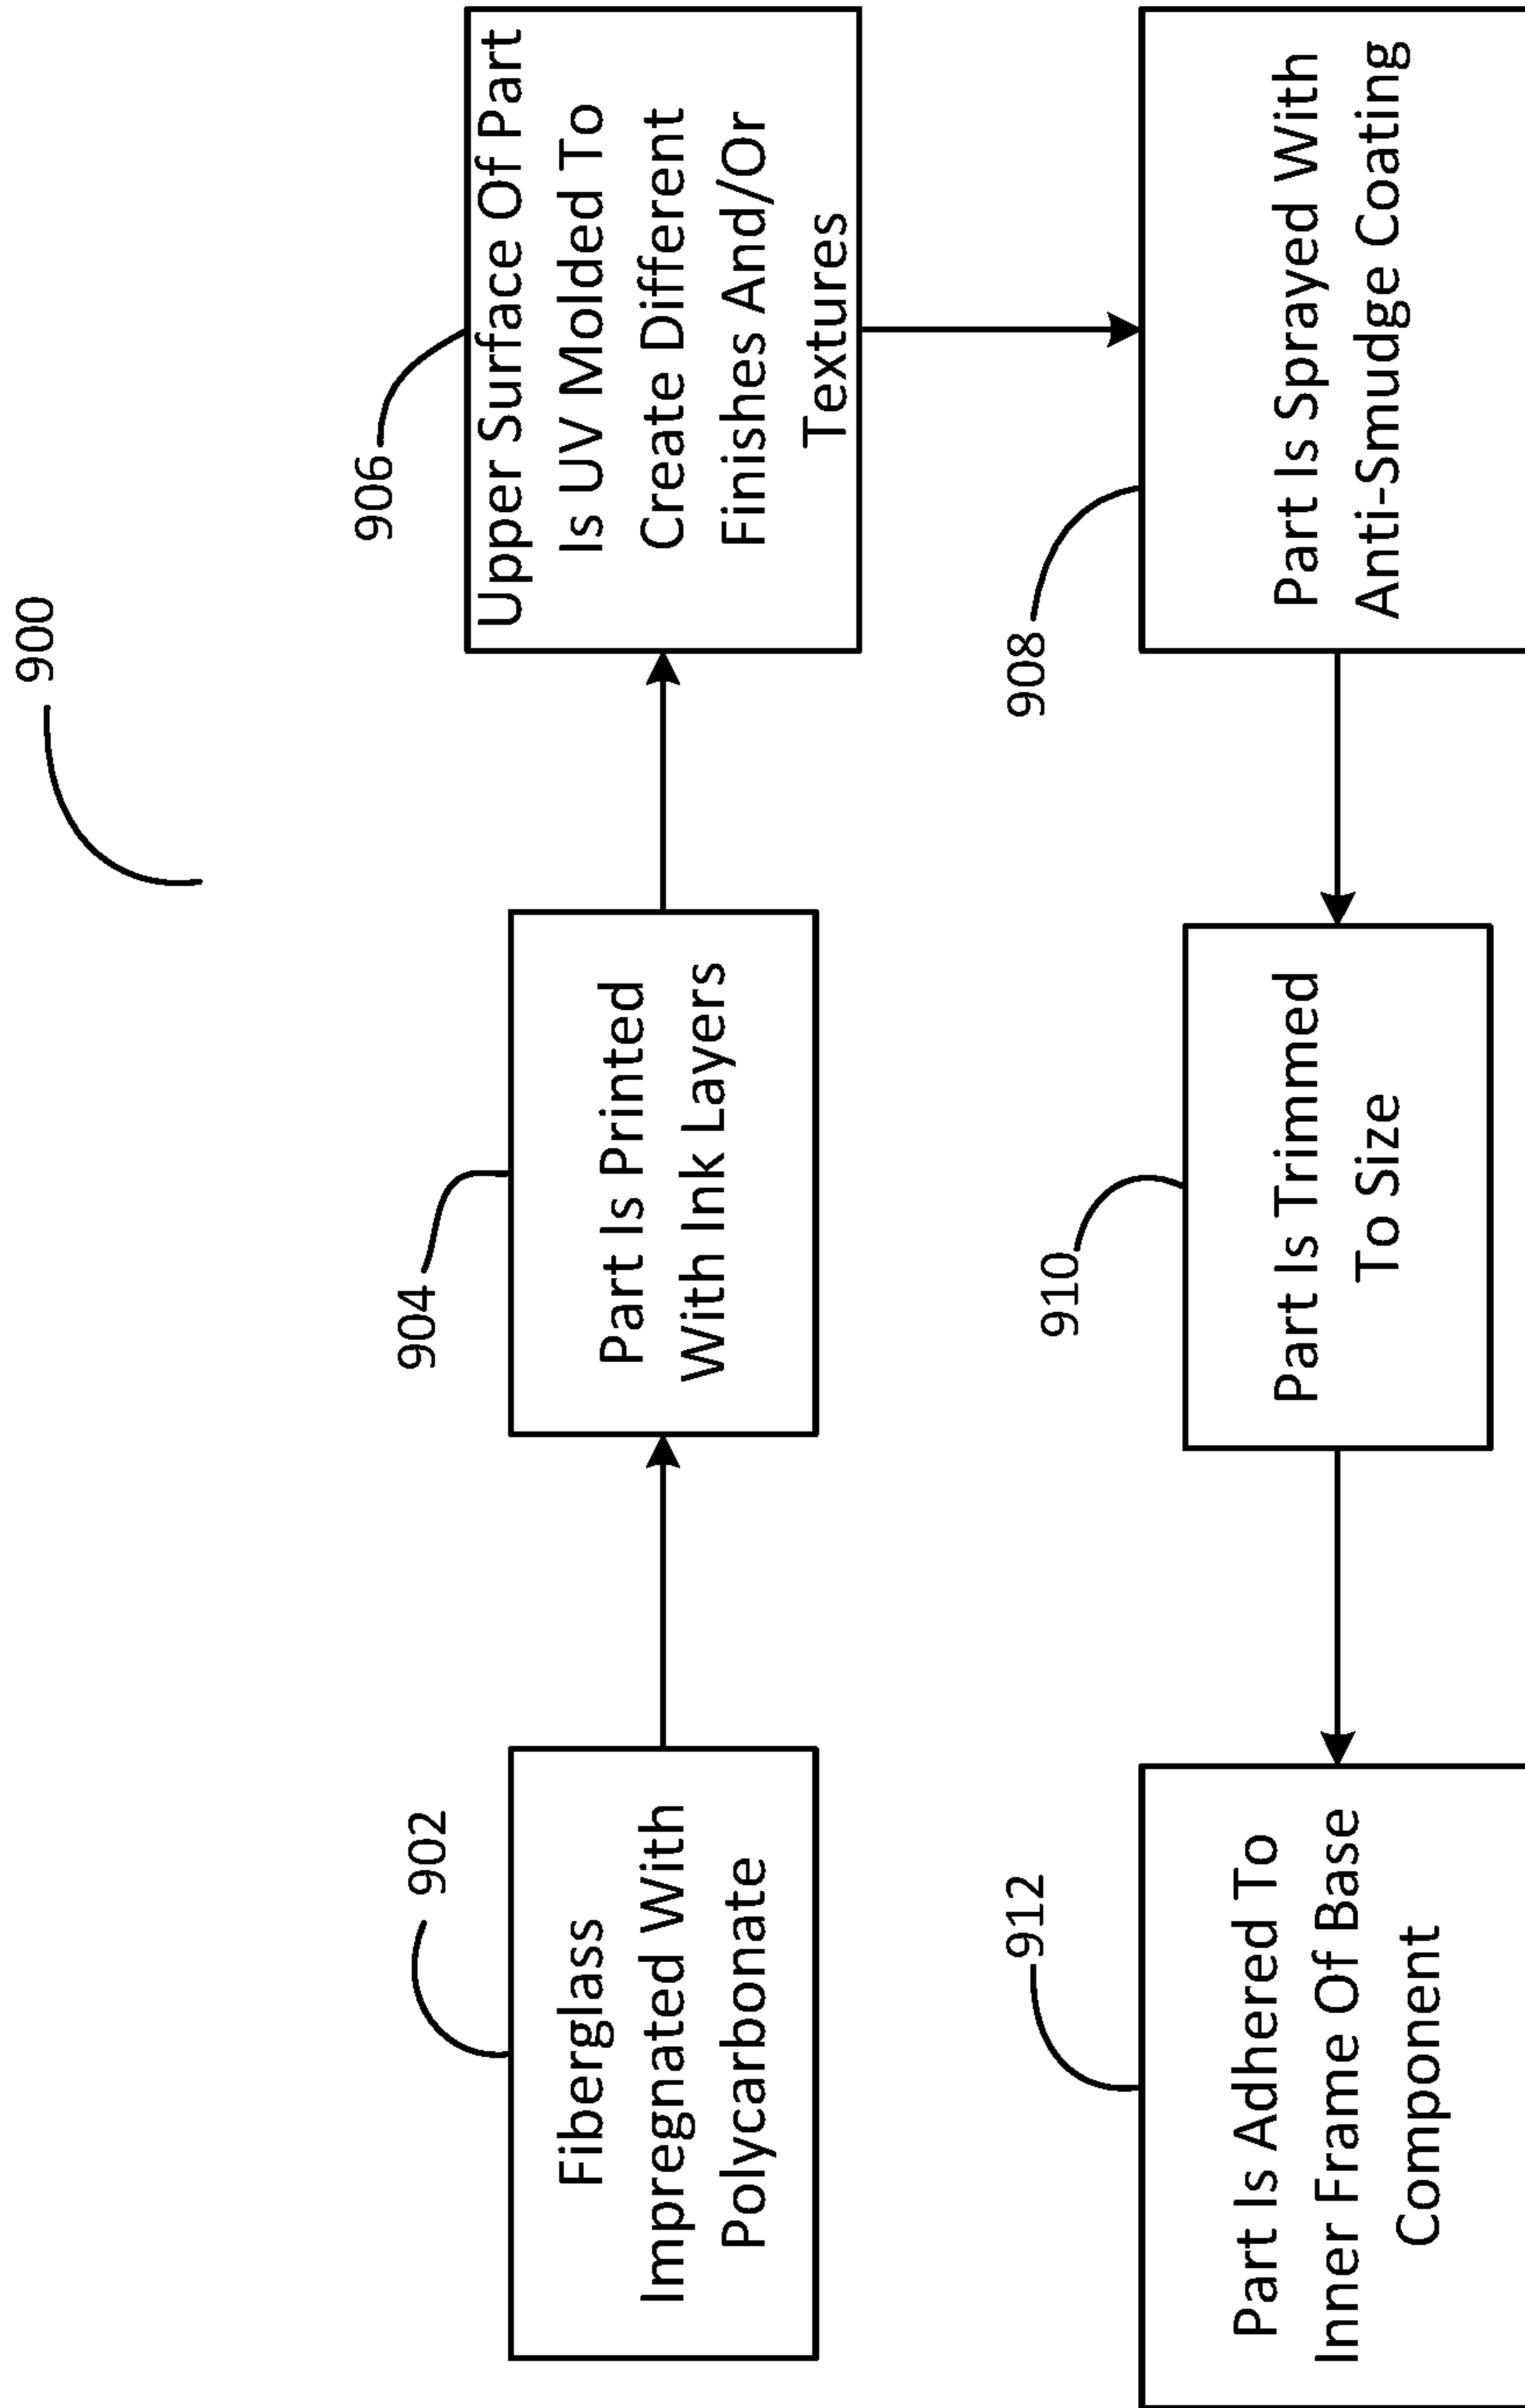 900
902
Fiberglass
Impregnated With
Polycarbonate
904
Part Is Printed
With Ink Layers
906
Upper Surface Of Part
Is UV Molded To
Create Different
Finishes And/Or
Textures
908
Part Is Sprayed With
Anti-Smudge Coating
910
Part Is Trimmed
To Size
912
Part Is Adhered To
Inner Frame Of Base
Component